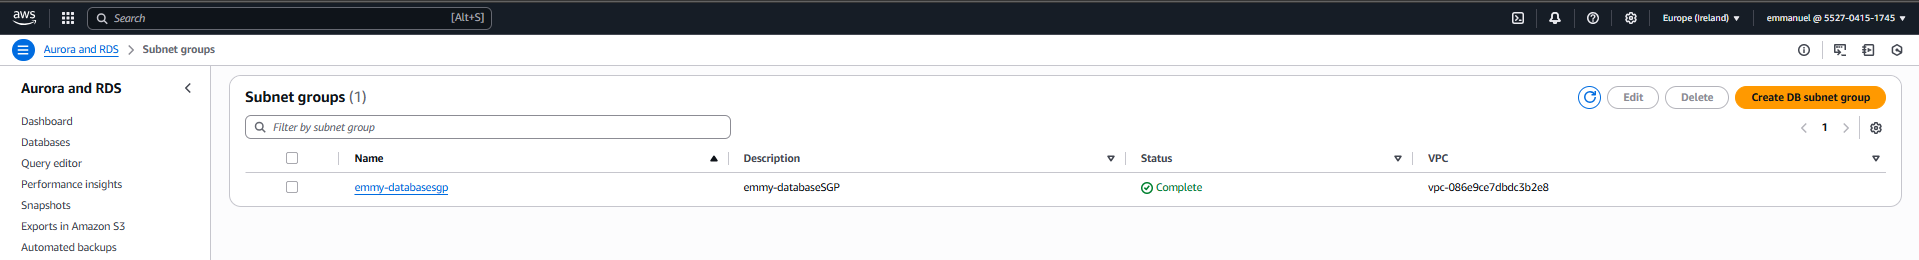 aws
Search [Alt+S]
Europe (Ireland) emmanuel @ 5527-0415-1745
Aurora and RDS Subnet groups
Aurora and RDS
Dashboard
Databases
Query editor
Performance insights
Snapshots
Exports in Amazon S3
Automated backups
Subnet groups (1)
Edit Delete Create DB subnet group
Filter by subnet group
1
Name Description Status VPC
emmy-databasesgp emmy-databaseSGP Complete vpc-086e9ce7dbdc3b2e8